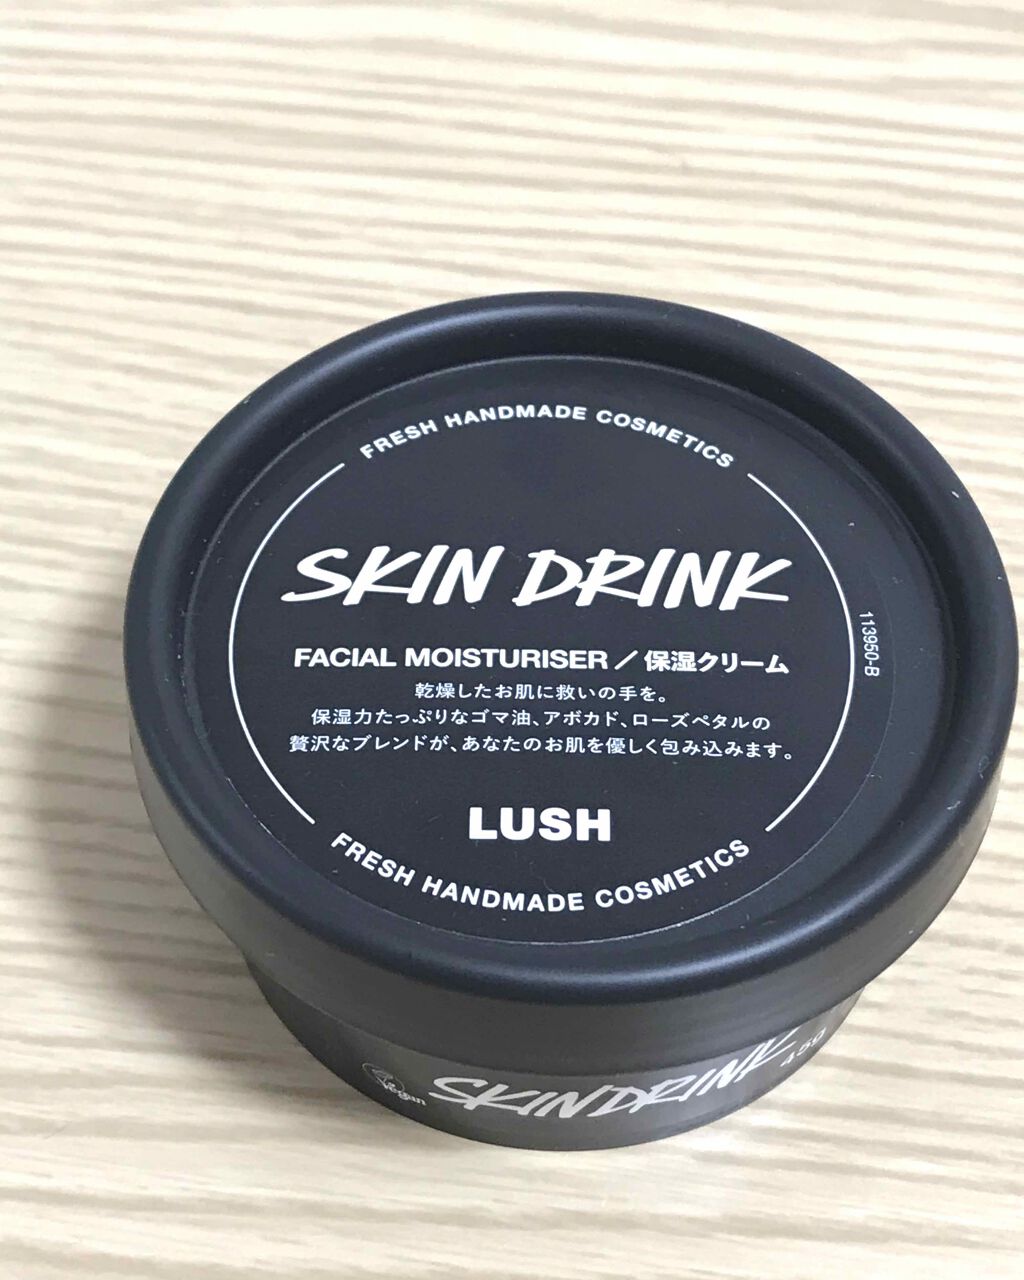 FRESH HANDMADE COSMETICS
SKIN DRINK
FACIAL MOISTURISER / 保湿クリーム
乾燥したお肌に救いの手を。
保湿力たっぷりなゴマ油、アボカド、ローズペタルの
贅沢なブレンドが、あなたのお肌を優しく包み込みます。
113950-B
LUSH
FRESH HANDMADE COSMETICS
Vegan
SKIN DRINK
45g